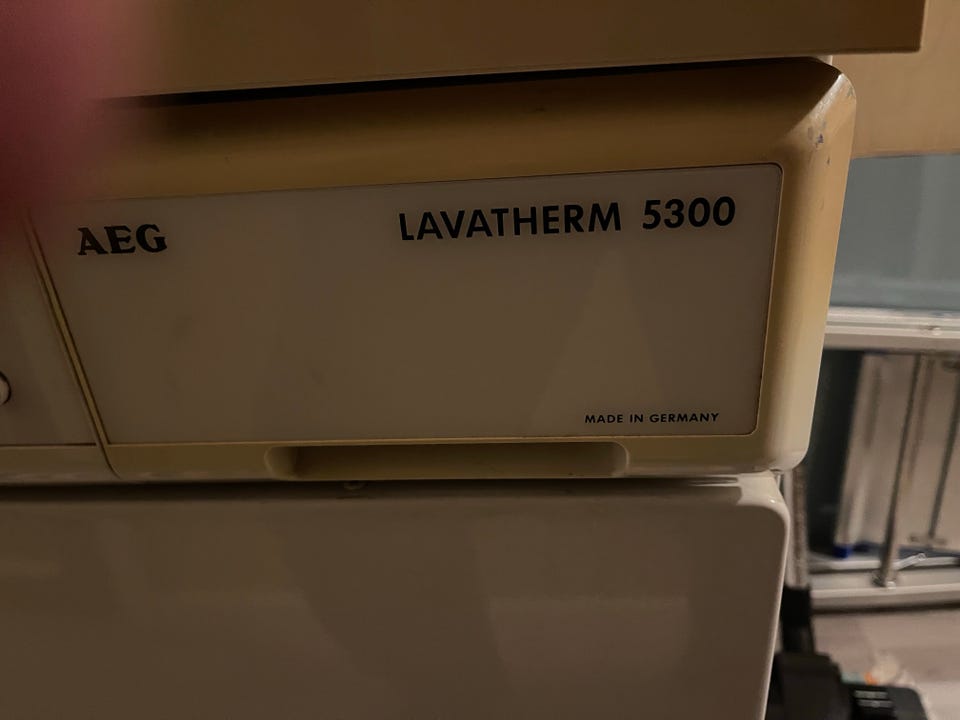 AEG
LAVATHERM 5300
MADE IN GERMANY